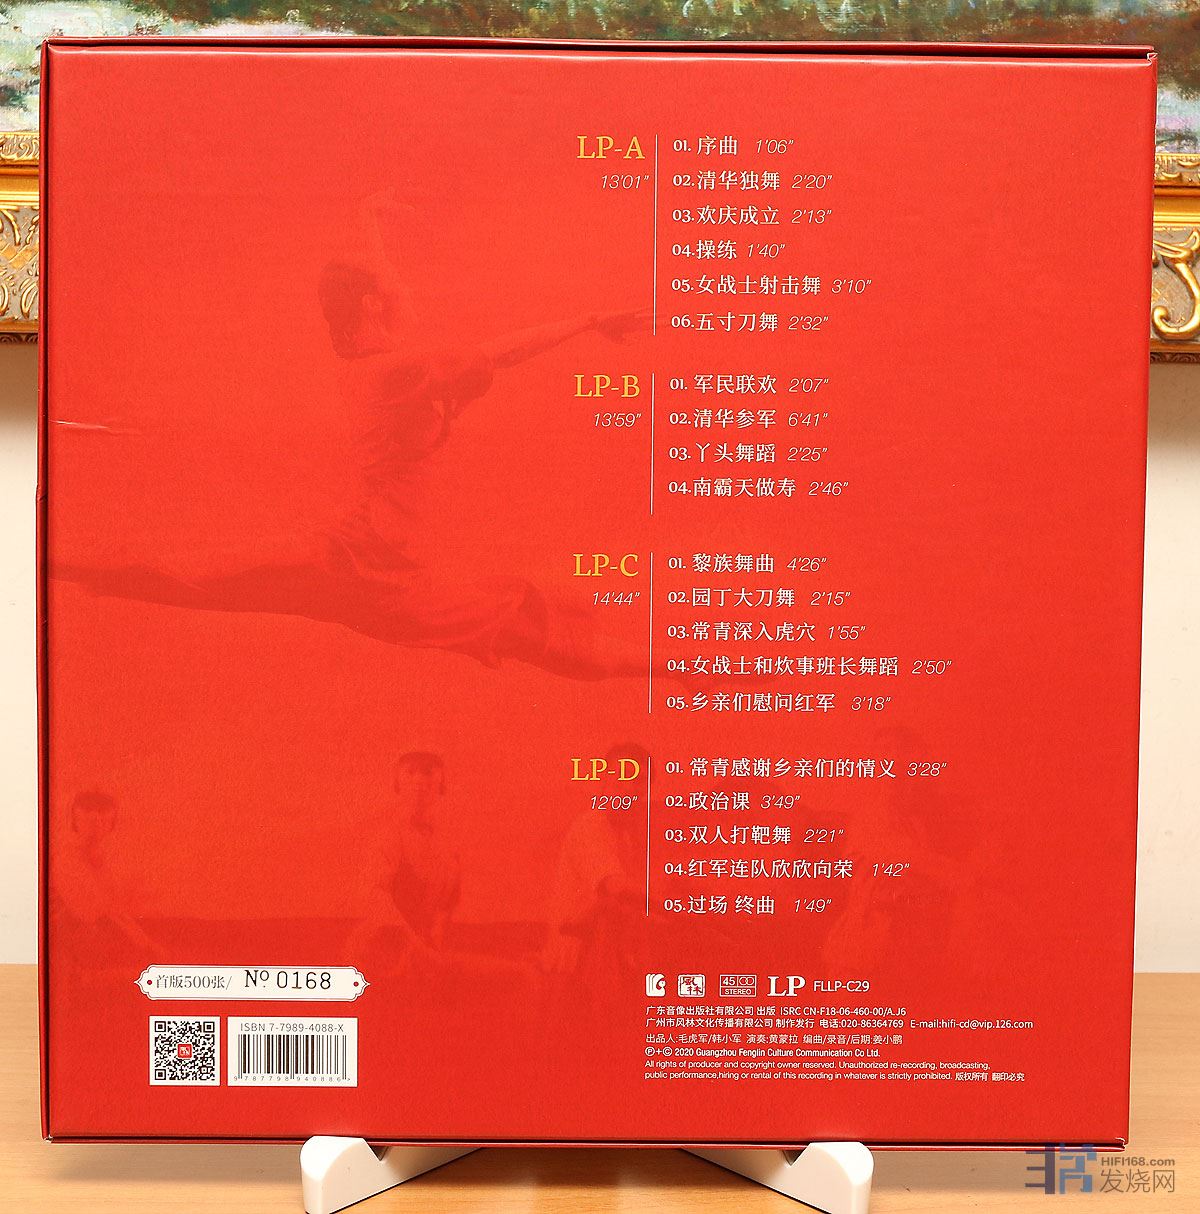 LP-A
13'01"
01. 序曲 1'06"
02.清华独舞 2'20"
03.欢庆成立 2'13"
04.操练 1'40"
05.女战士射击舞 3'10"
06.五寸刀舞 2'32"
LP-B
13'59"
01. 军民联欢 2'07"
02.清华参军 6'41"
03.丫头舞蹈 2'25"
04.南霸天做寿 2'46"
LP-C
14'44"
01. 黎族舞曲 4'26"
02.园丁大刀舞 2'15"
03.常青深入虎穴 1'55"
04.女战士和炊事班长舞蹈 2'50"
05.乡亲们慰问红军 3'18"
LP-D
12'09"
01. 常青感谢乡亲们的情义 3'28"
02.政治课 3'49"
03.双人打靶舞 2'21"
04.红军连队欣欣向荣 1'42"
05.过场 终曲 1'49"
首版500张/ Nº 0168
ISBN 7-7989-4088-X
9 787798 940886 >
風林 45 STEREO LP FLLP-C29
广东音像出版社有限公司 出版 ISRC CN-F18-06-460-00/A.J6
广州市风林文化传播有限公司 制作发行 电话:020-86364769 E-mail:hifi-cd@vip.126.com
出品人:毛虎军/韩小军 演奏:黄蒙拉 编曲/录音/后期:姜小鹏
Ⓟ+© 2020 Guangzhou Fenglin Culture Communication Co Ltd.
All rights of producer and copyright owner reserved. Unauthorized re-recording, broadcasting,
public performance,hiring or rental of this recording in whatever is strictly prohibited. 版权所有 翻印必究
HIFI168.com
发烧网